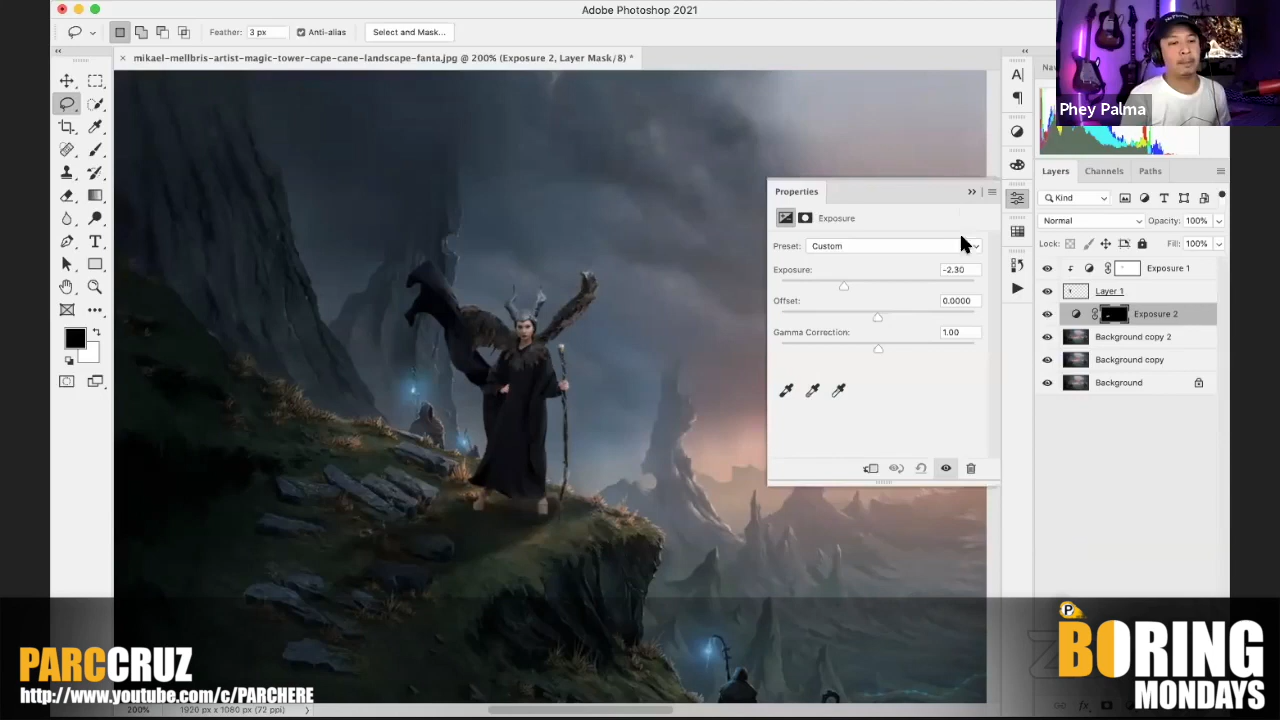 Adobe Photoshop 2021
Feather: 3 px Anti-alias Select and Mask...
mikael-mellbris-artist-magic-tower-cape-cane-landscape-fanta.jpg @ 200% (Exposure 2, Layer Mask/8) *
Phey Palma
Properties
Exposure
Preset: Custom
Exposure: -2.30
Offset: 0.0000
Gamma Correction: 1.00
Layers Channels Paths
Kind
Normal Opacity: 100%
Lock: Fill: 100%
Exposure 1
Layer 1
Exposure 2
Background copy 2
Background copy
Background
PARCCRUZ
http://www.youtube.com/c/PARCHERE
P
BORING
MONDAYS
200% 1920 px x 1080 px (72 ppi)